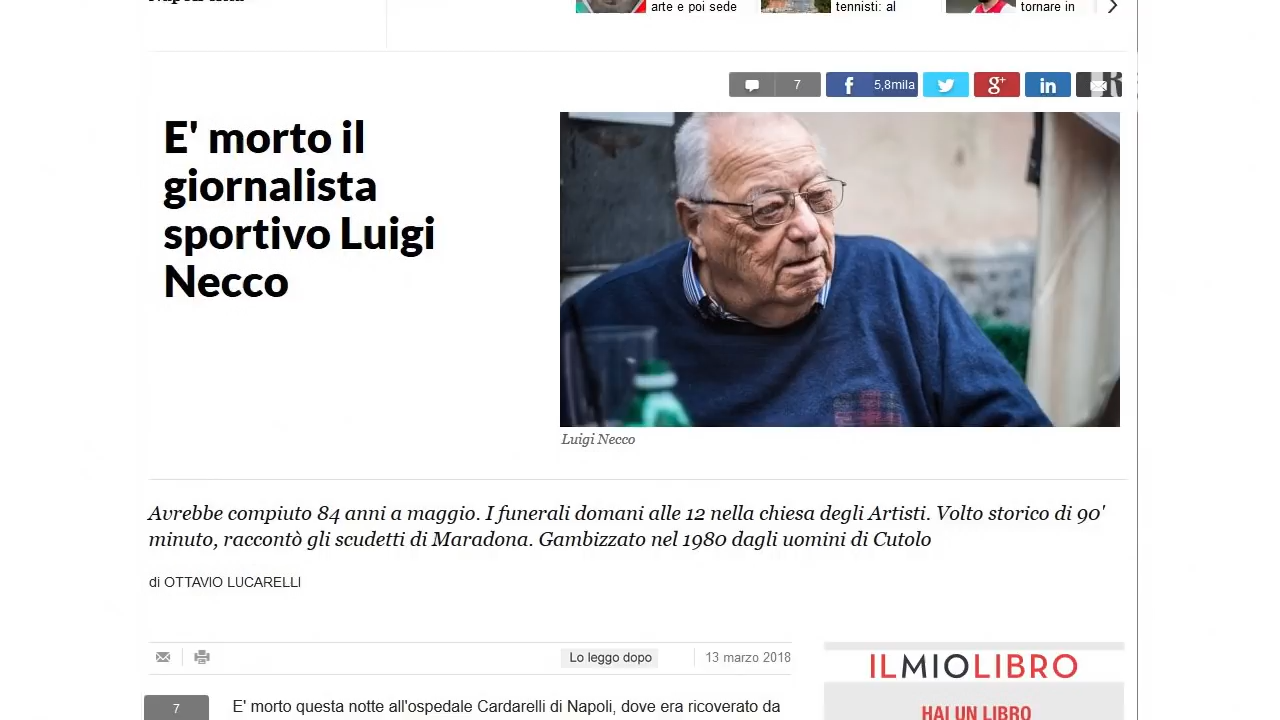 arte e poi sede
tennisti: al
tornare in
7
5,8mila
E' morto il
giornalista
sportivo Luigi
Necco
Luigi Necco
Avrebbe compiuto 84 anni a maggio. I funerali domani alle 12 nella chiesa degli Artisti. Volto storico di 90'
minuto, raccontò gli scudetti di Maradona. Gambizzato nel 1980 dagli uomini di Cutolo
di OTTAVIO LUCARELLI
Lo leggo dopo
13 marzo 2018
ILMIOLIBRO
7
E' morto questa notte all'ospedale Cardarelli di Napoli, dove era ricoverato da
HAI UN LIBRO